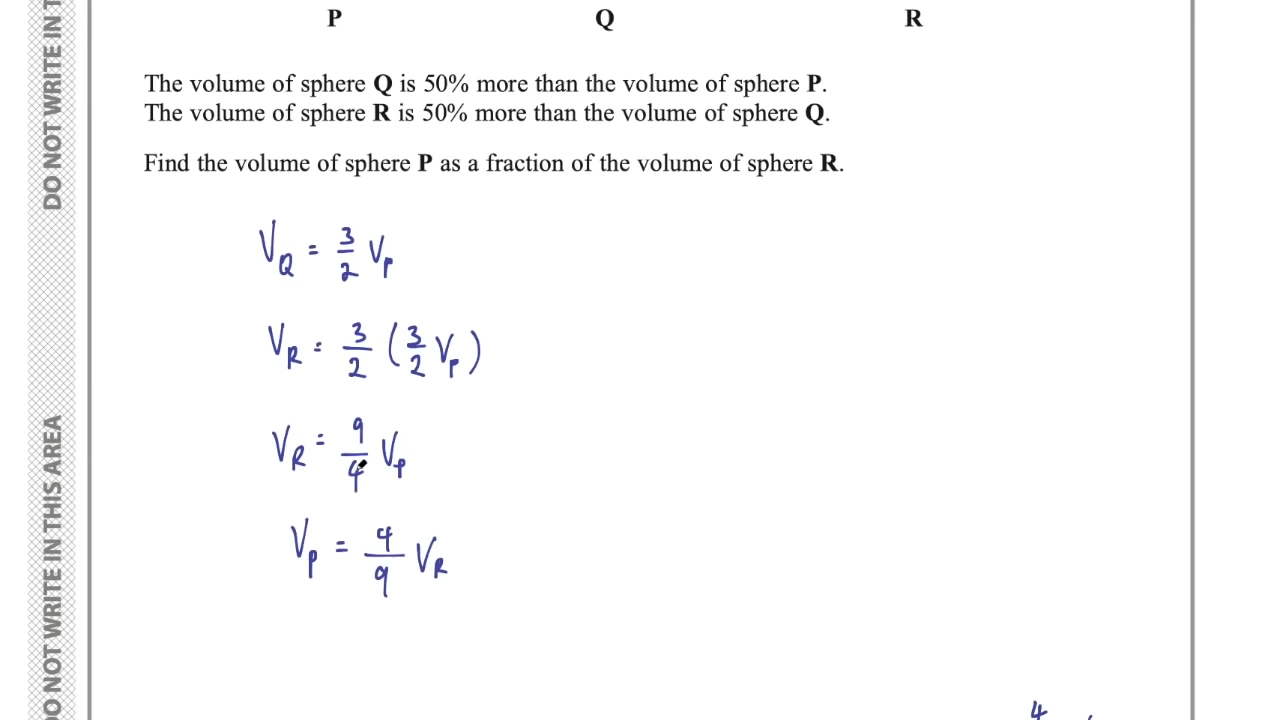 DO NOT WRITE IN T
P Q R
The volume of sphere Q is 50% more than the volume of sphere P.
The volume of sphere R is 50% more than the volume of sphere Q.
Find the volume of sphere P as a fraction of the volume of sphere R.
V_Q = 3/2 V_P
V_R = 3/2 (3/2 V_P)
V_R = 9/4 V_P
V_P = 4/9 V_R
DO NOT WRITE IN THIS AREA
4